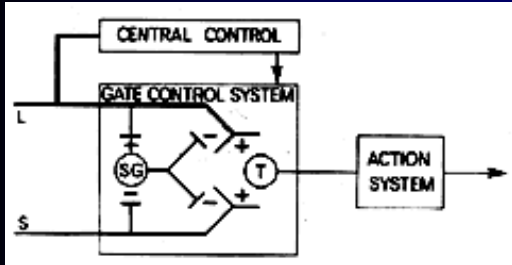 CENTRAL CONTROL
GATE CONTROL SYSTEM
L
+
-
+
SG
T
ACTION
SYSTEM
-
-
+
S